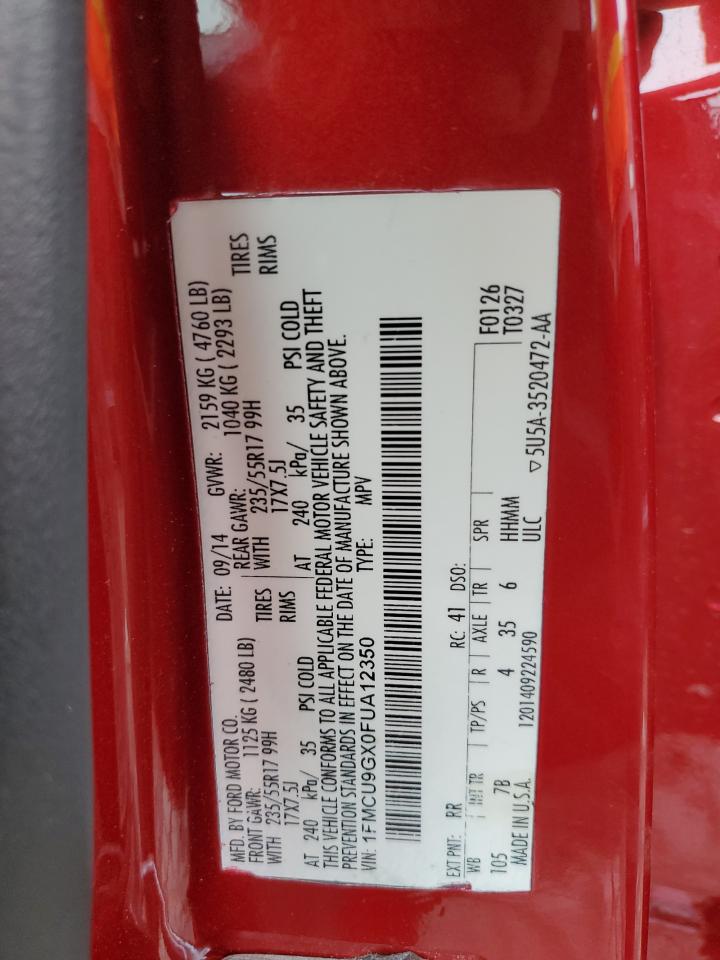 MFD. BY FORD MOTOR CO. DATE: 09/14 GVWR: 2159 KG ( 4760 LB)
FRONT GAWR: 1125 KG ( 2480 LB) REAR GAWR: 1040 KG ( 2293 LB)
WITH 235/55R17 99H TIRES WITH 235/55R17 99H TIRES
17X7.5J RIMS 17X7.5J RIMS
AT 240 kPa/ 35 PSI COLD AT 240 kPa/ 35 PSI COLD
THIS VEHICLE CONFORMS TO ALL APPLICABLE FEDERAL MOTOR VEHICLE SAFETY AND THEFT
PREVENTION STANDARDS IN EFFECT ON THE DATE OF MANUFACTURE SHOWN ABOVE.
VIN: 1FMCU9GX0FUA12350 TYPE: MPV
EXT PNT: RR RC: 41 DSO: F0126
WB INT TR TP/PS R AXLE TR SPR T0327
105 7B 4 35 6 HHMM
MADE IN U.S.A. 1201409224590 ULC ▽5U5A-3520472-AA